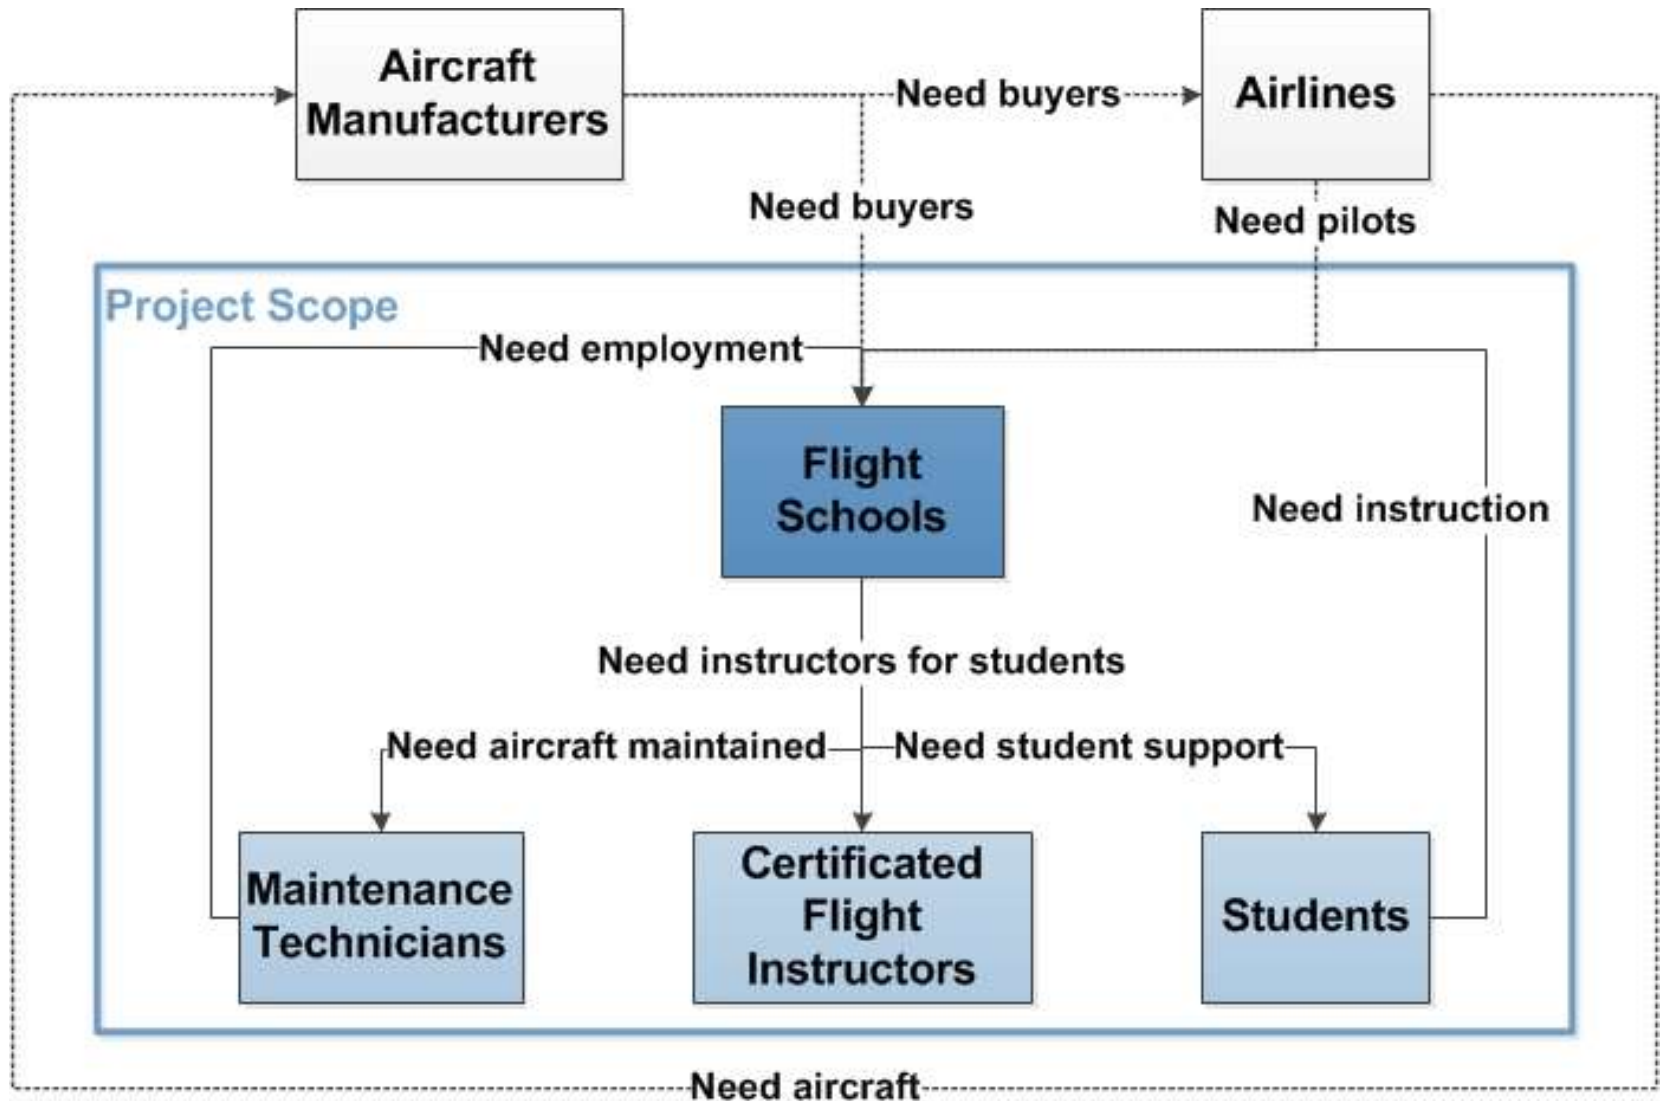 Aircraft
Manufacturers
Need buyers
Airlines
Need buyers
Need pilots
Project Scope
Need employment
Flight
Schools
Need instruction
Need instructors for students
Need aircraft maintained
Need student support
Maintenance
Technicians
Certificated
Flight
Instructors
Students
Need aircraft